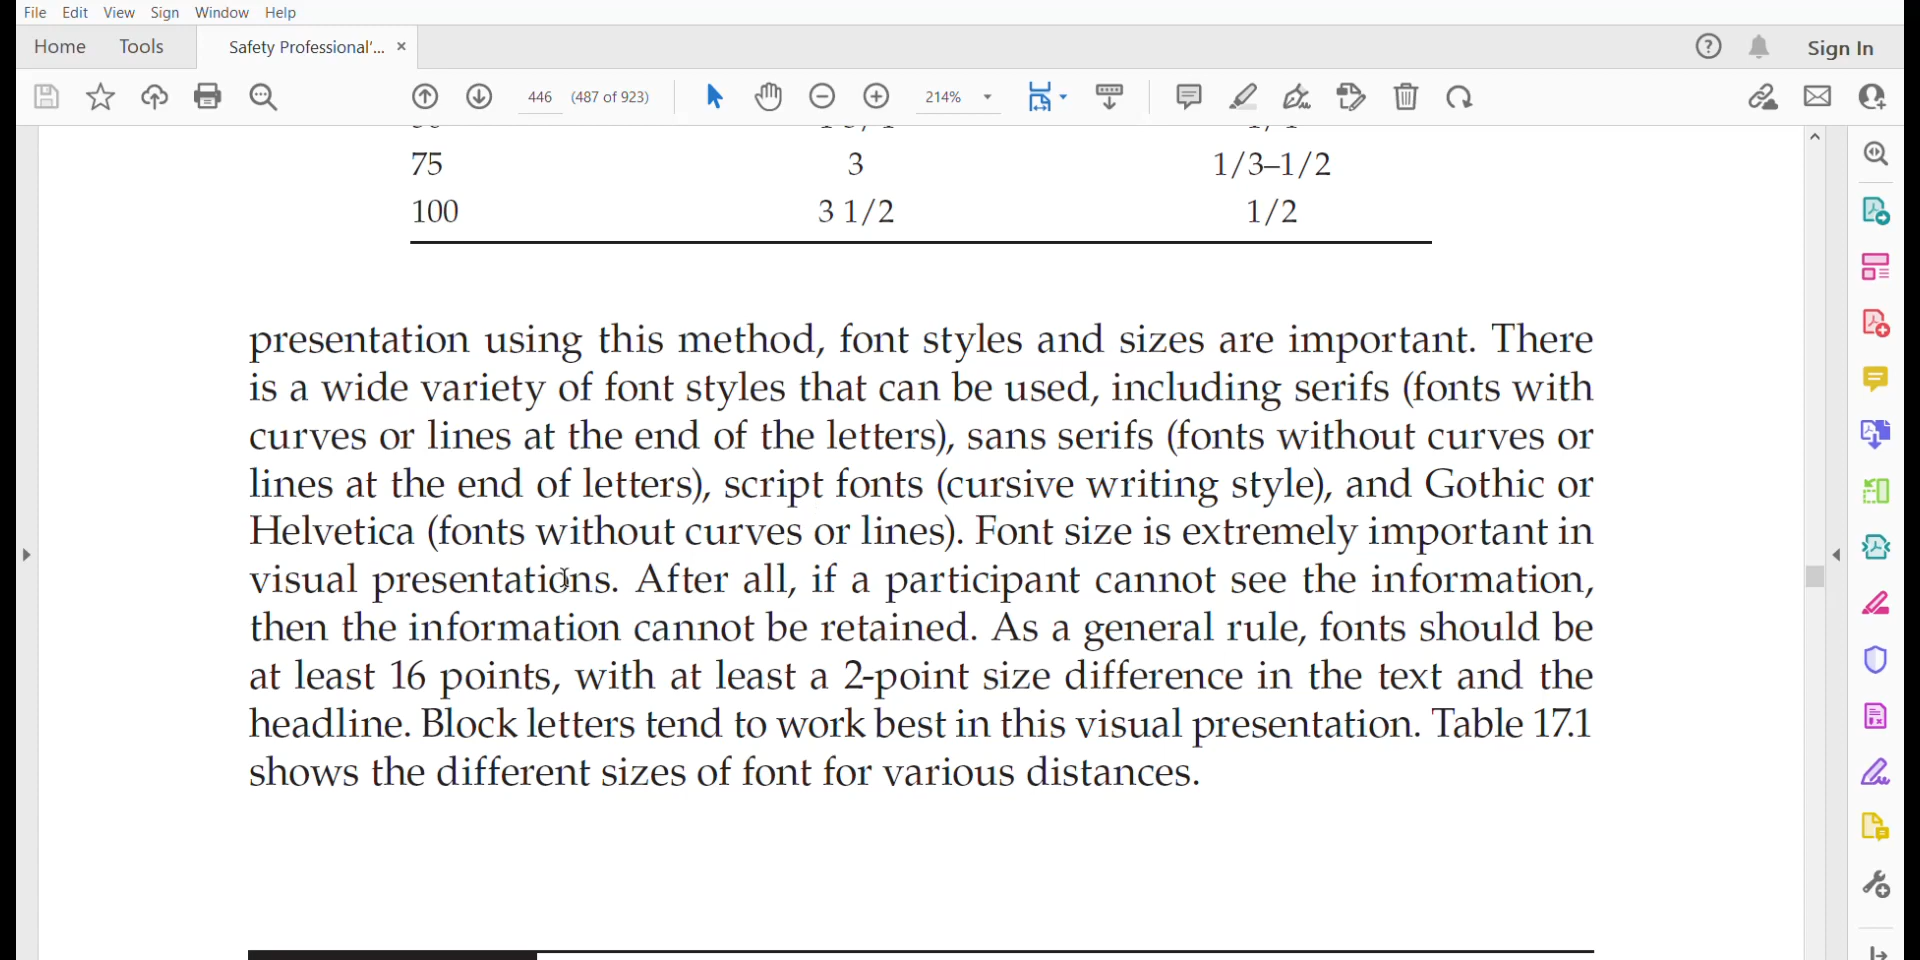 File Edit View Sign Window Help
Home Tools Safety Professional'... × Sign In
446 (487 of 923) 214%
75 3 1/3–1/2
100 3 1/2 1/2
presentation using this method, font styles and sizes are important. There
is a wide variety of font styles that can be used, including serifs (fonts with
curves or lines at the end of the letters), sans serifs (fonts without curves or
lines at the end of letters), script fonts (cursive writing style), and Gothic or
Helvetica (fonts without curves or lines). Font size is extremely important in
visual presentations. After all, if a participant cannot see the information,
then the information cannot be retained. As a general rule, fonts should be
at least 16 points, with at least a 2-point size difference in the text and the
headline. Block letters tend to work best in this visual presentation. Table 17.1
shows the different sizes of font for various distances.